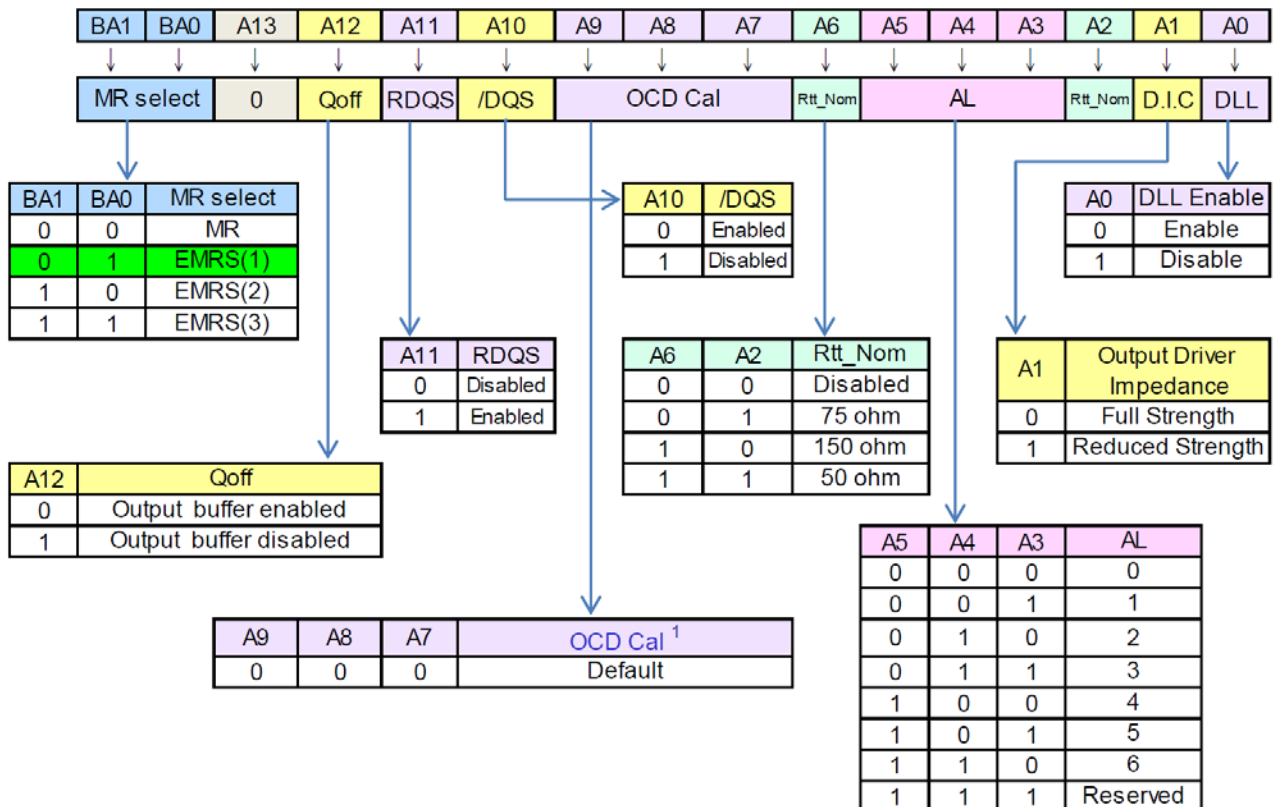 BA1 BA0 A13 A12 A11 A10 A9 A8 A7 A6 A5 A4 A3 A2 A1 A0
MR select 0 Qoff RDQS /DQS OCD Cal Rtt_Nom AL Rtt_Nom D.I.C DLL
BA1 BA0 MR select
0 0 MR
0 1 EMRS(1)
1 0 EMRS(2)
1 1 EMRS(3)
A10 /DQS
0 Enabled
1 Disabled
A0 DLL Enable
0 Enable
1 Disable
A11 RDQS
0 Disabled
1 Enabled
A6 A2 Rtt_Nom
0 0 Disabled
0 1 75 ohm
1 0 150 ohm
1 1 50 ohm
A1 Output Driver
Impedance
0 Full Strength
1 Reduced Strength
A12 Qoff
0 Output buffer enabled
1 Output buffer disabled
A9 A8 A7 OCD Cal 1
0 0 0 Default
A5 A4 A3 AL
0 0 0 0
0 0 1 1
0 1 0 2
0 1 1 3
1 0 0 4
1 0 1 5
1 1 0 6
1 1 1 Reserved